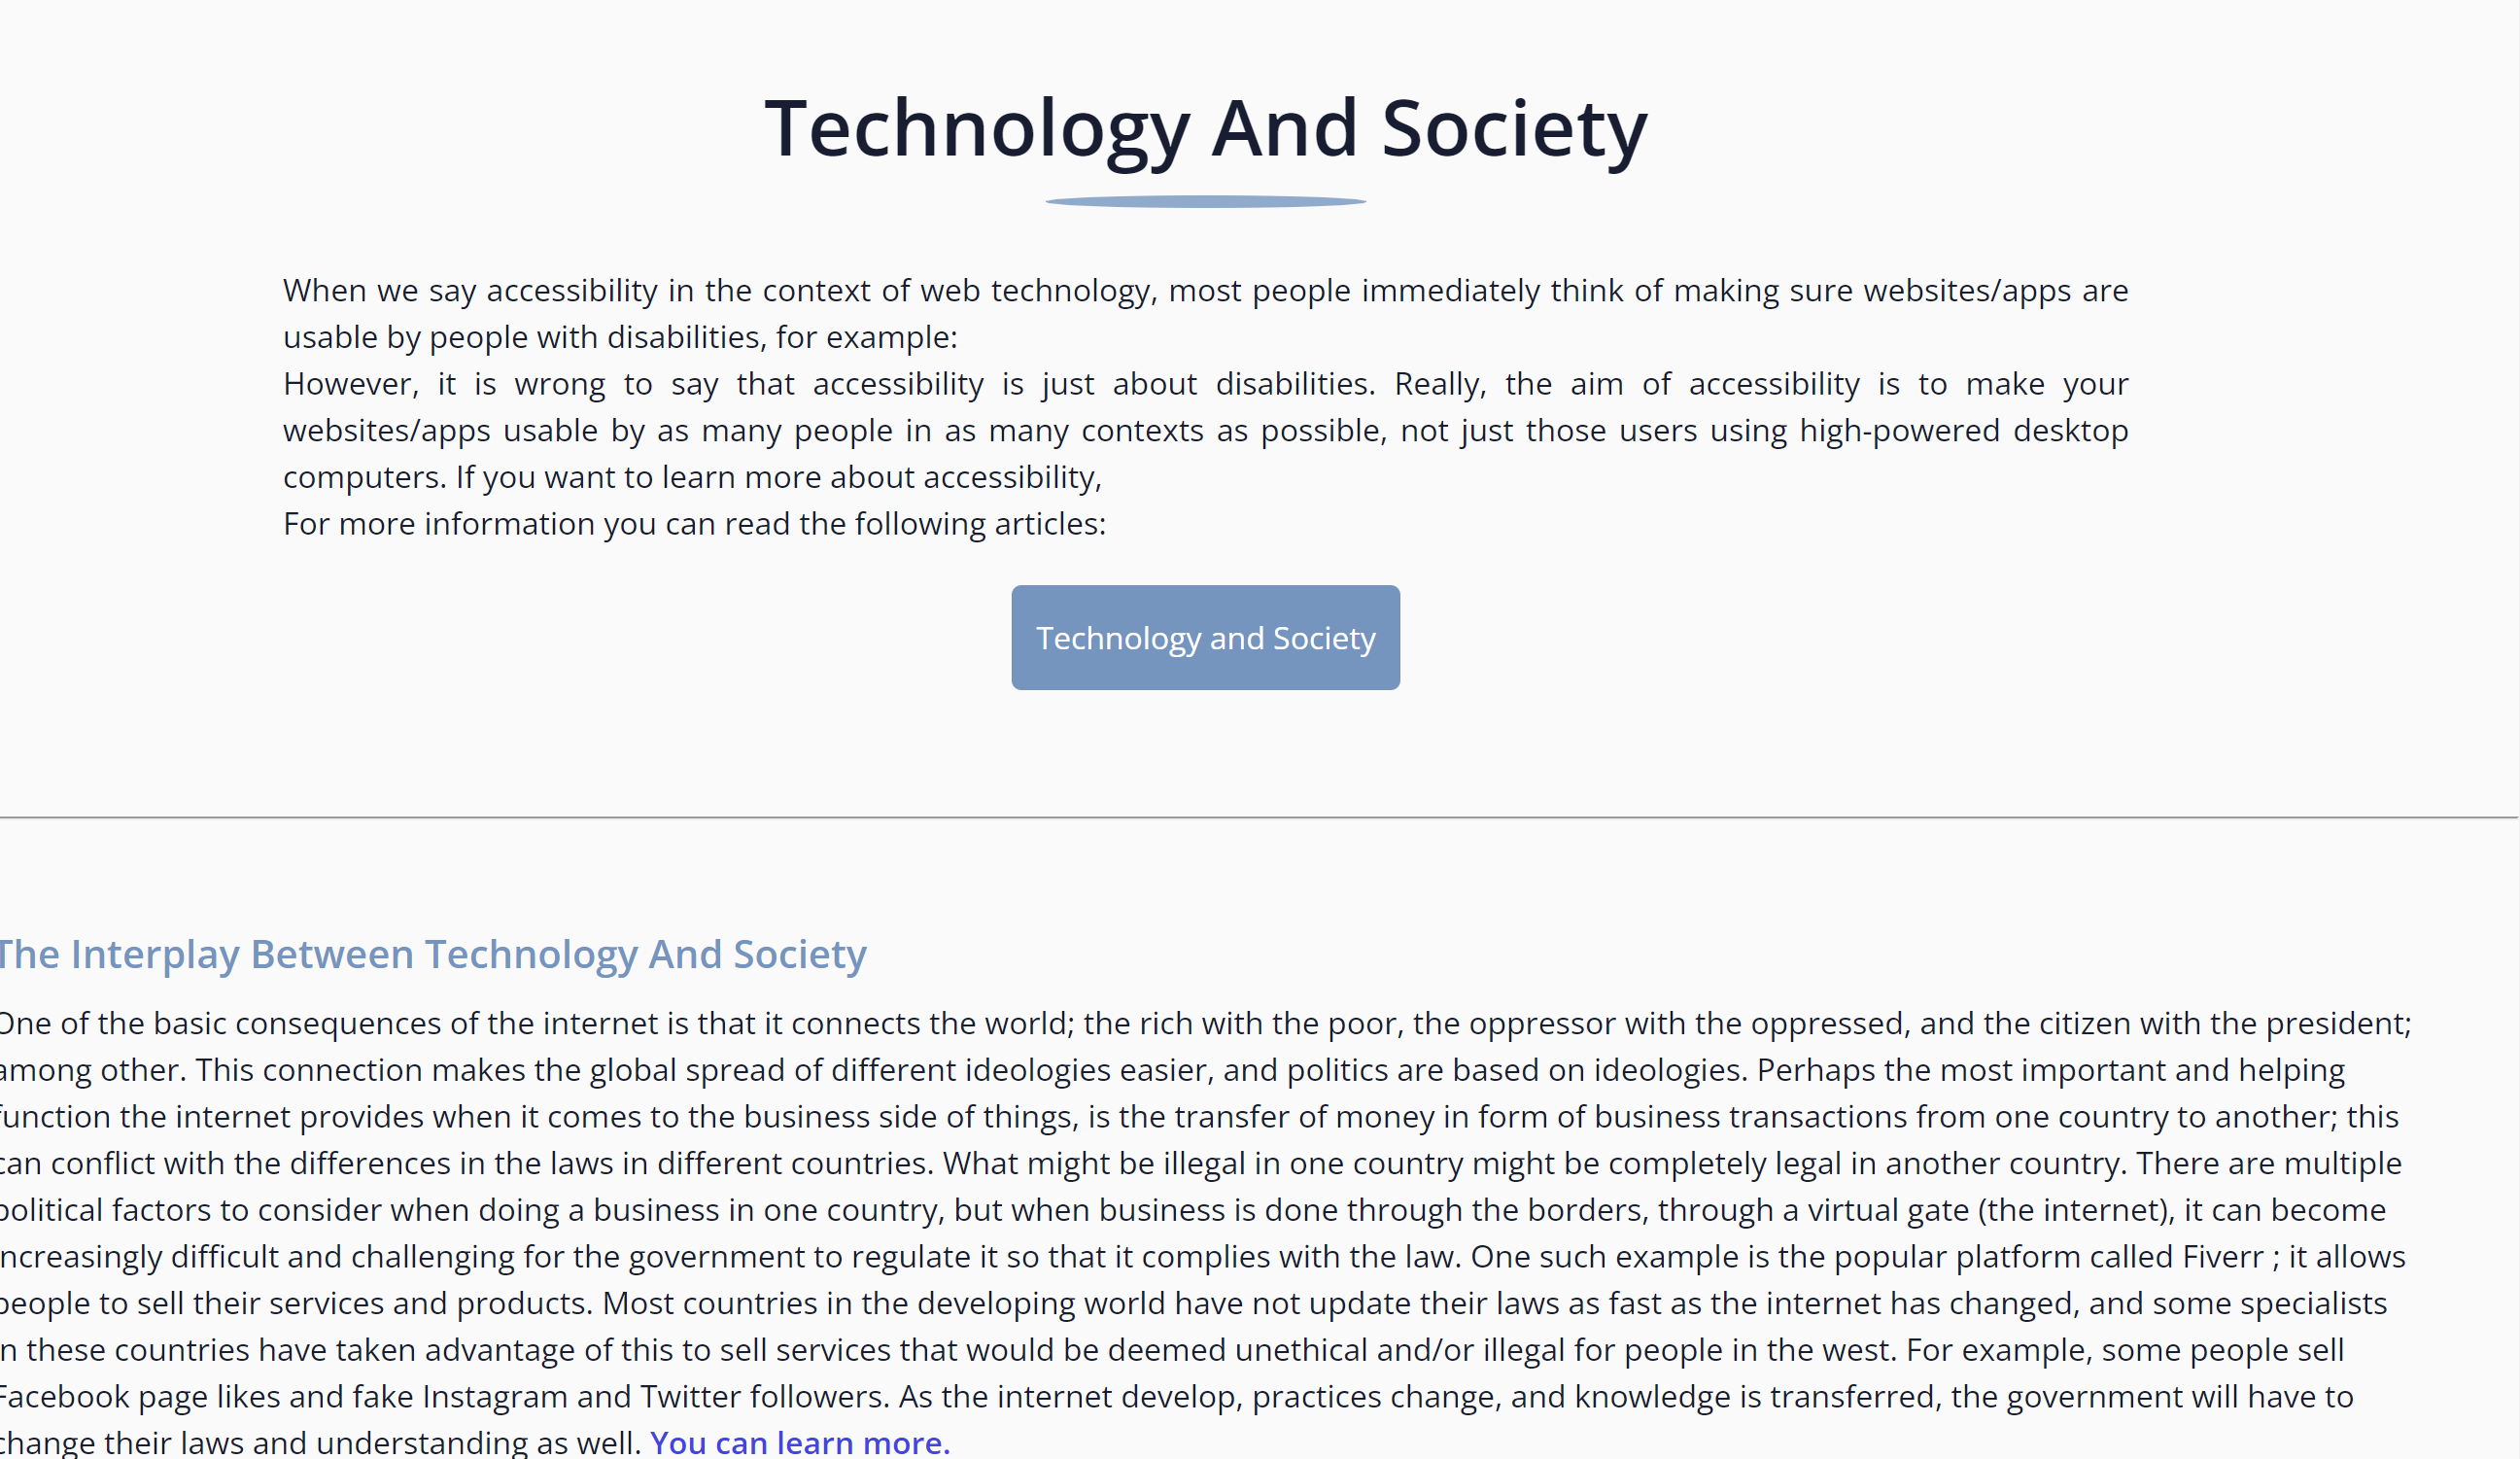 Technology And Society
When we say accessibility in the context of web technology, most people immediately think of making sure websites/apps are
usable by people with disabilities, for example:
However, it is wrong to say that accessibility is just about disabilities. Really, the aim of accessibility is to make your
websites/apps usable by as many people in as many contexts as possible, not just those users using high-powered desktop
computers. If you want to learn more about accessibility,
For more information you can read the following articles:
Technology and Society
The Interplay Between Technology And Society
One of the basic consequences of the internet is that it connects the world; the rich with the poor, the oppressor with the oppressed, and the citizen with the president;
among other. This connection makes the global spread of different ideologies easier, and politics are based on ideologies. Perhaps the most important and helping
function the internet provides when it comes to the business side of things, is the transfer of money in form of business transactions from one country to another; this
can conflict with the differences in the laws in different countries. What might be illegal in one country might be completely legal in another country. There are multiple
political factors to consider when doing a business in one country, but when business is done through the borders, through a virtual gate (the internet), it can become
increasingly difficult and challenging for the government to regulate it so that it complies with the law. One such example is the popular platform called Fiverr ; it allows
people to sell their services and products. Most countries in the developing world have not update their laws as fast as the internet has changed, and some specialists
in these countries have taken advantage of this to sell services that would be deemed unethical and/or illegal for people in the west. For example, some people sell
Facebook page likes and fake Instagram and Twitter followers. As the internet develop, practices change, and knowledge is transferred, the government will have to
change their laws and understanding as well. You can learn more.